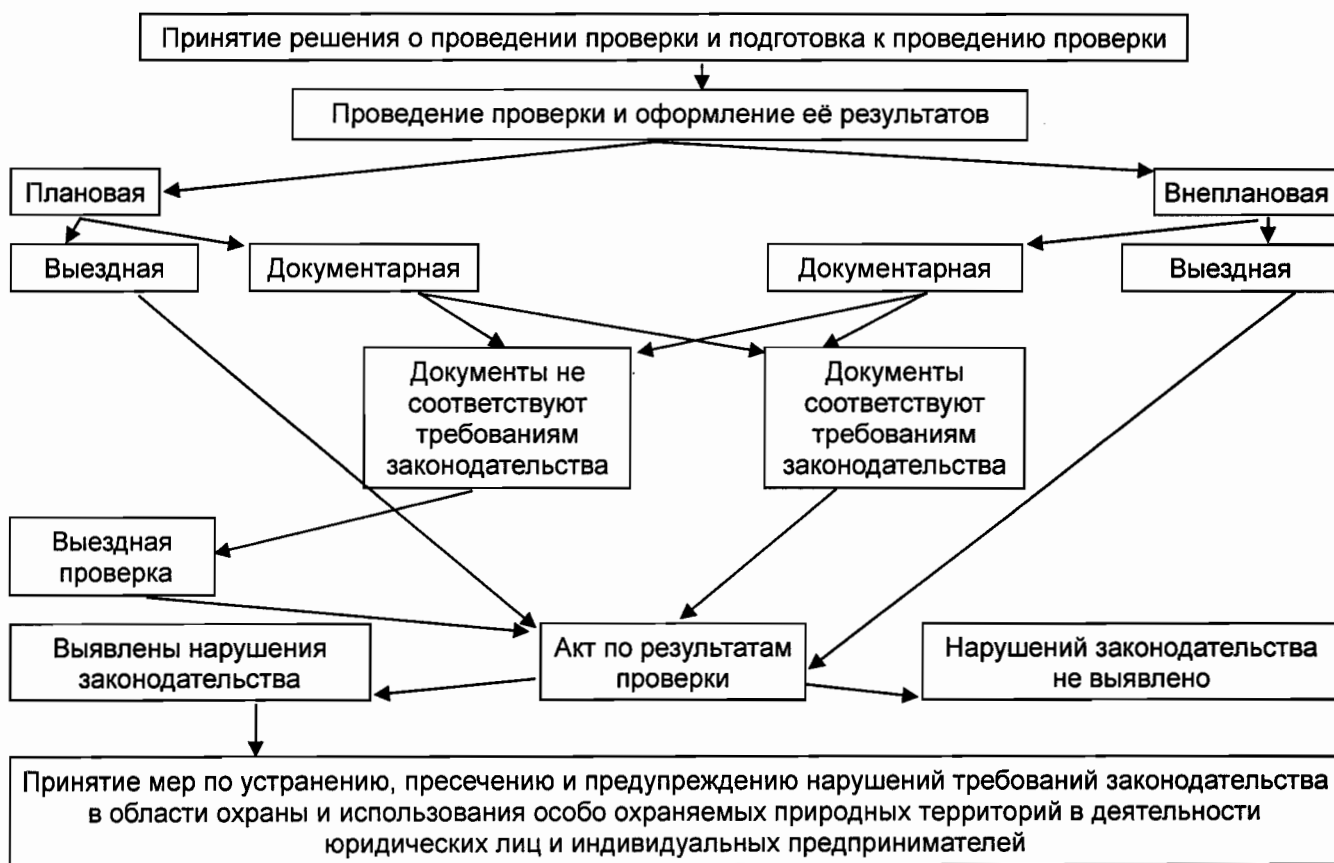 Принятие решения о проведении проверки и подготовка к проведению проверки
Проведение проверки и оформление её результатов
Плановая
Внеплановая
Выездная
Документарная
Документарная
Выездная
Документы не
соответствуют
требованиям
законодательства
Документы
соответствуют
требованиям
законодательства
Выездная
проверка
Выявлены нарушения
законодательства
Акт по результатам
проверки
Нарушений законодательства
не выявлено
Принятие мер по устранению, пресечению и предупреждению нарушений требований законодательства
в области охраны и использования особо охраняемых природных территорий в деятельности
юридических лиц и индивидуальных предпринимателей